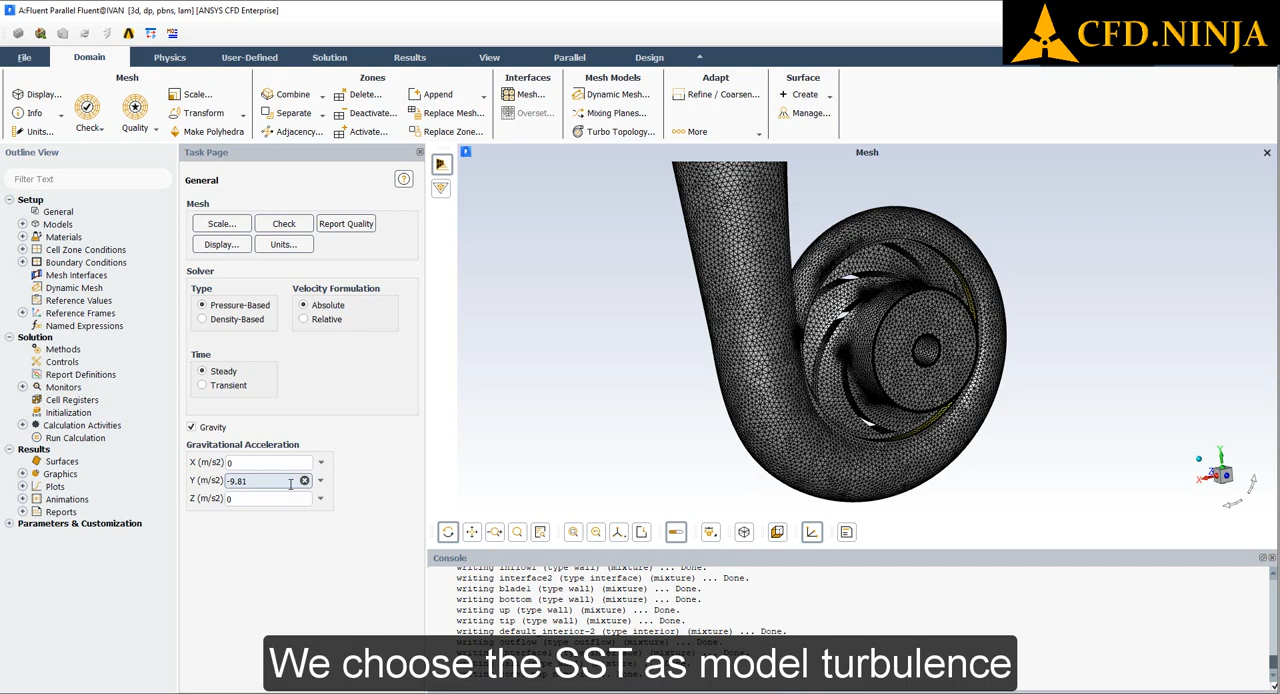 A:Fluent Parallel Fluent@IVAN [3d, dp, pbns, lam] [ANSYS CFD Enterprise]
CFD.NINJA
File Domain Physics User-Defined Solution Results View Parallel Design
Mesh Zones Interfaces Mesh Models Adapt Surface
Display... Scale... Combine Delete... Append Mesh... Dynamic Mesh... Refine / Coarsen... Create
Info Transform Separate Deactivate... Replace Mesh... Overset... Mixing Planes... Manage...
Units... Check Quality Make Polyhedra Adjacency... Activate... Replace Zone... Turbo Topology... More
Outline View
Filter Text
Setup
General
Models
Materials
Cell Zone Conditions
Boundary Conditions
Mesh Interfaces
Dynamic Mesh
Reference Values
Reference Frames
Named Expressions
Solution
Methods
Controls
Report Definitions
Monitors
Cell Registers
Initialization
Calculation Activities
Run Calculation
Results
Surfaces
Graphics
Plots
Animations
Reports
Parameters & Customization
Task Page
General
Mesh
Scale... Check Report Quality
Display... Units...
Solver
Type Velocity Formulation
Pressure-Based Absolute
Density-Based Relative
Time
Steady
Transient
Gravity
Gravitational Acceleration
X (m/s2) 0
Y (m/s2) -9.81
Z (m/s2) 0
Mesh
Y
X
Z
Console
writing inflow1 (type wall) (mixture) ... Done.
writing interface2 (type interface) (mixture) ... Done.
writing blade1 (type wall) (mixture) ... Done.
writing bottom (type wall) (mixture) ... Done.
writing up (type wall) (mixture) ... Done.
writing tip (type wall) (mixture) ... Done.
writing default interior-2 (type interior) (mixture) ... Done.
We choose the SST as model turbulence